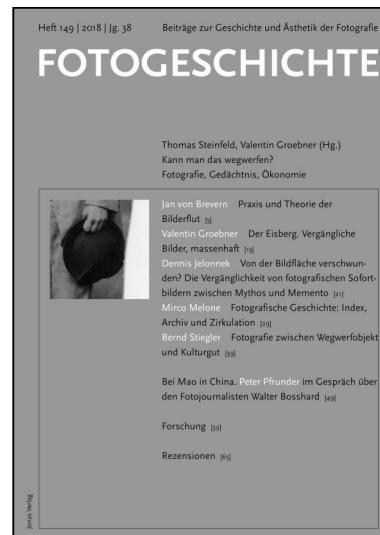 Heft 149 | 2018 | Jg. 38 Beiträge zur Geschichte und Ästhetik der Fotografie
FOTOGESCHICHTE
Thomas Steinfeld, Valentin Groebner (Hg.)
Kann man das wegwerfen?
Fotografie, Gedächtnis, Ökonomie
Jan von Brevern Praxis und Theorie der
Bilderflut [5]
Valentin Groebner Der Eisberg. Vergängliche
Bilder, massenhaft [13]
Dennis Jelonnek Von der Bildfläche verschwun-
den? Die Vergänglichkeit von fotografischen Sofort-
bildern zwischen Mythos und Memento [21]
Mirco Melone Fotografische Geschichte: Index,
Archiv und Zirkulation [29]
Bernd Stiegler Fotografie zwischen Wegwerfobjekt
und Kulturgut [39]
Bei Mao in China. Peter Pfrunder im Gespräch über
den Fotojournalisten Walter Bosshard [49]
Forschung [59]
Rezensionen [65]
Jonas Verlag